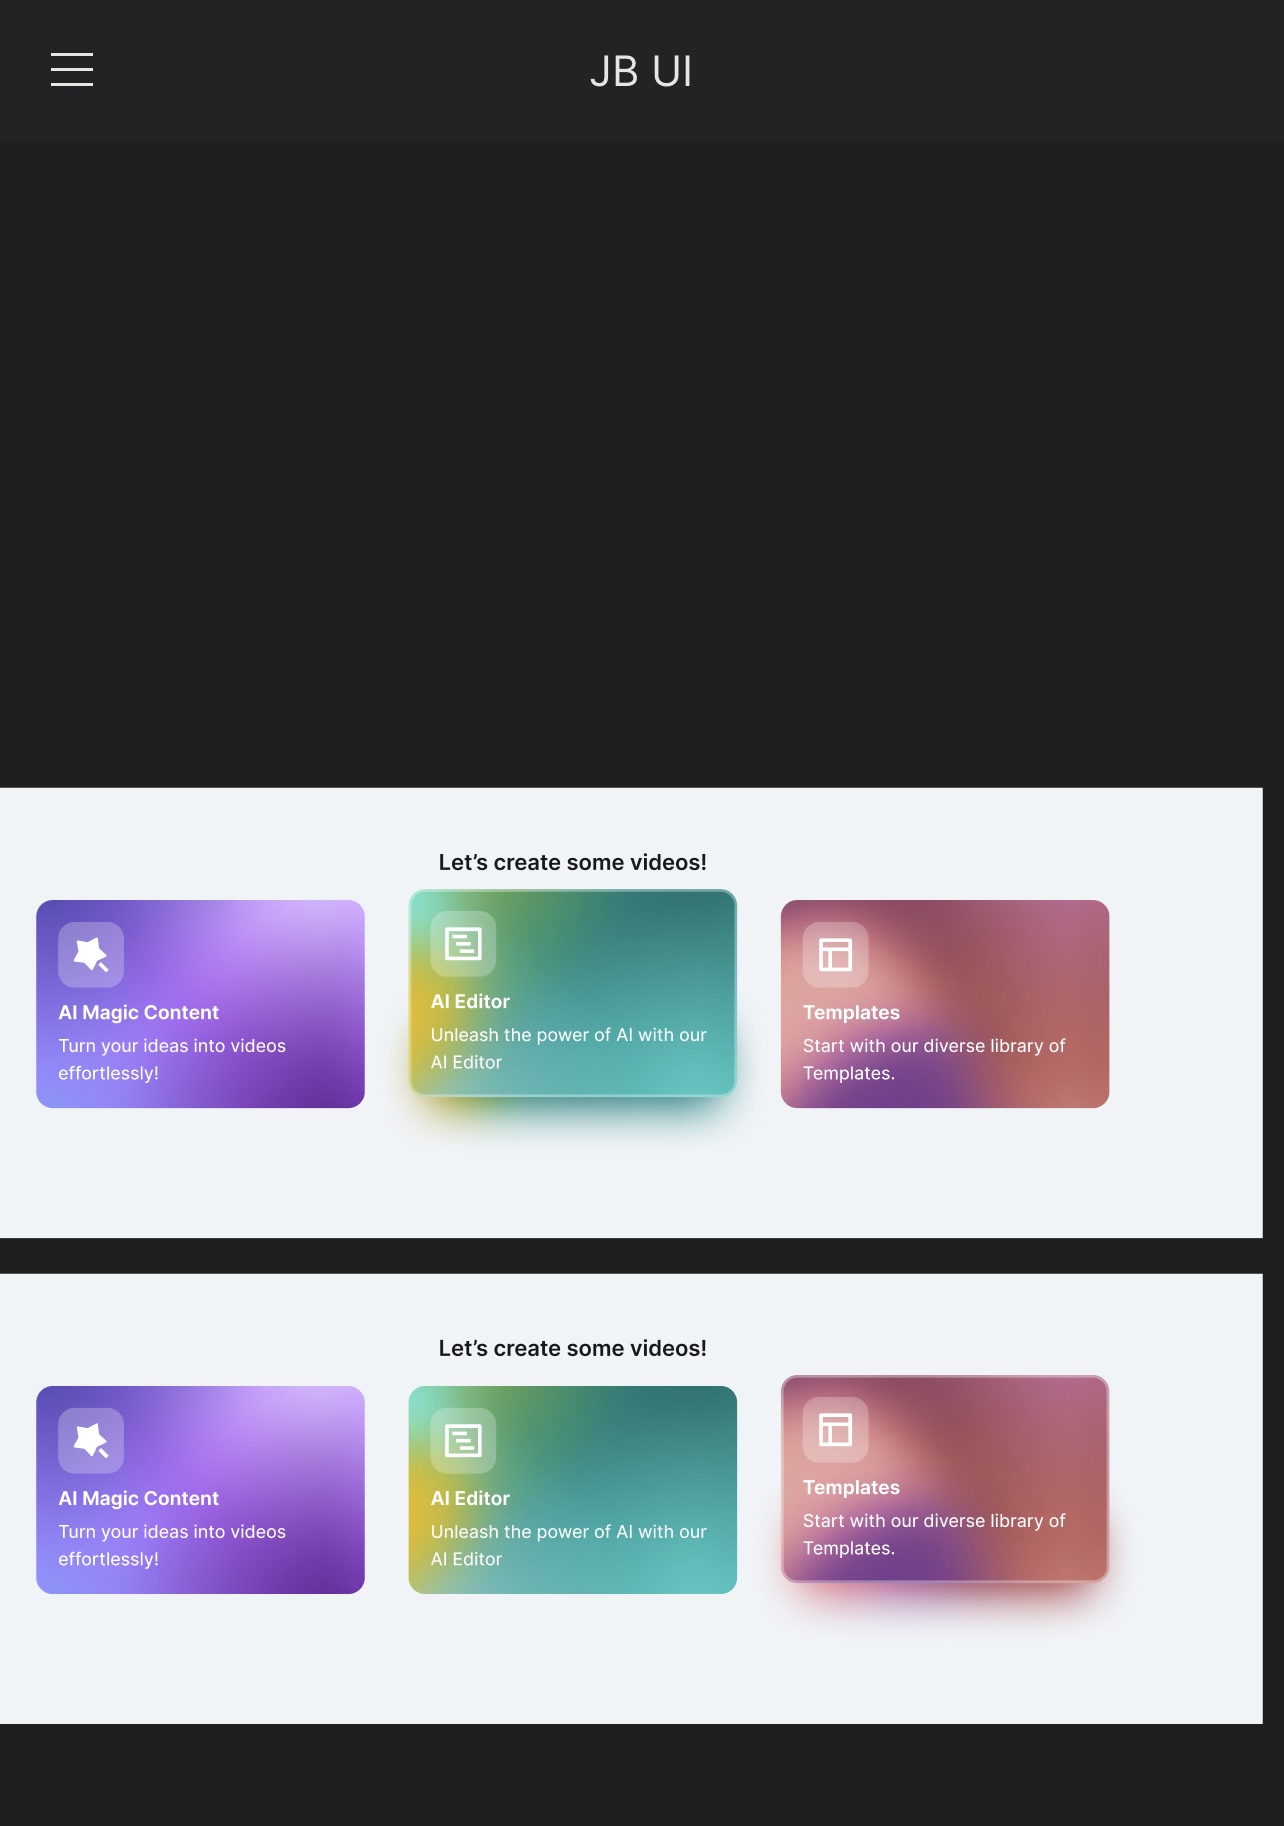 JB UI
Let’s create some videos!
AI Magic Content
Turn your ideas into videos
effortlessly!
AI Editor
Unleash the power of AI with our
AI Editor
Templates
Start with our diverse library of
Templates.
Let’s create some videos!
AI Magic Content
Turn your ideas into videos
effortlessly!
AI Editor
Unleash the power of AI with our
AI Editor
Templates
Start with our diverse library of
Templates.